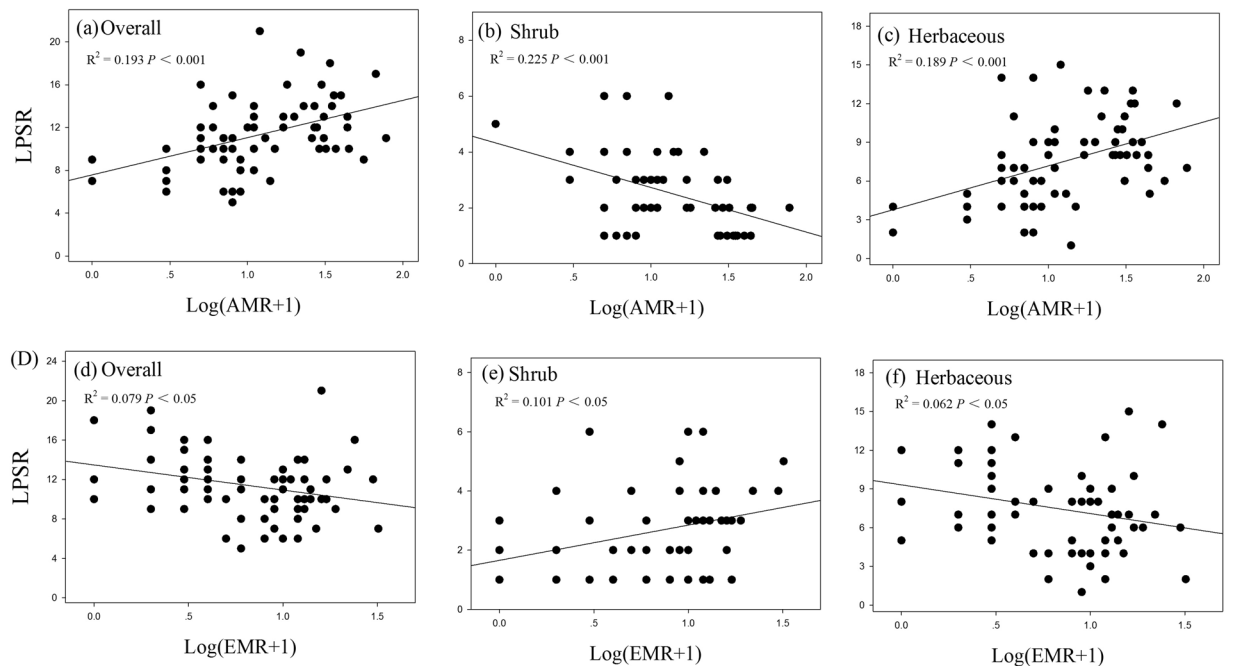 (a) Overall
R² = 0.193 P < 0.001
LPSR
20
16
12
8
4
0
0.0 .5 1.0 1.5 2.0
Log(AMR+1)
(b) Shrub
R² = 0.225 P < 0.001
8
6
4
2
0
0.0 .5 1.0 1.5 2.0
Log(AMR+1)
(c) Herbaceous
R² = 0.189 P < 0.001
18
15
12
9
6
3
0
0.0 .5 1.0 1.5 2.0
Log(AMR+1)
(D)
(d) Overall
R² = 0.079 P < 0.05
LPSR
24
20
16
12
8
4
0
0.0 .5 1.0 1.5
Log(EMR+1)
(e) Shrub
R² = 0.101 P < 0.05
8
6
4
2
0
0.0 .5 1.0 1.5
Log(EMR+1)
(f) Herbaceous
R² = 0.062 P < 0.05
18
15
12
9
6
3
0
0.0 .5 1.0 1.5
Log(EMR+1)